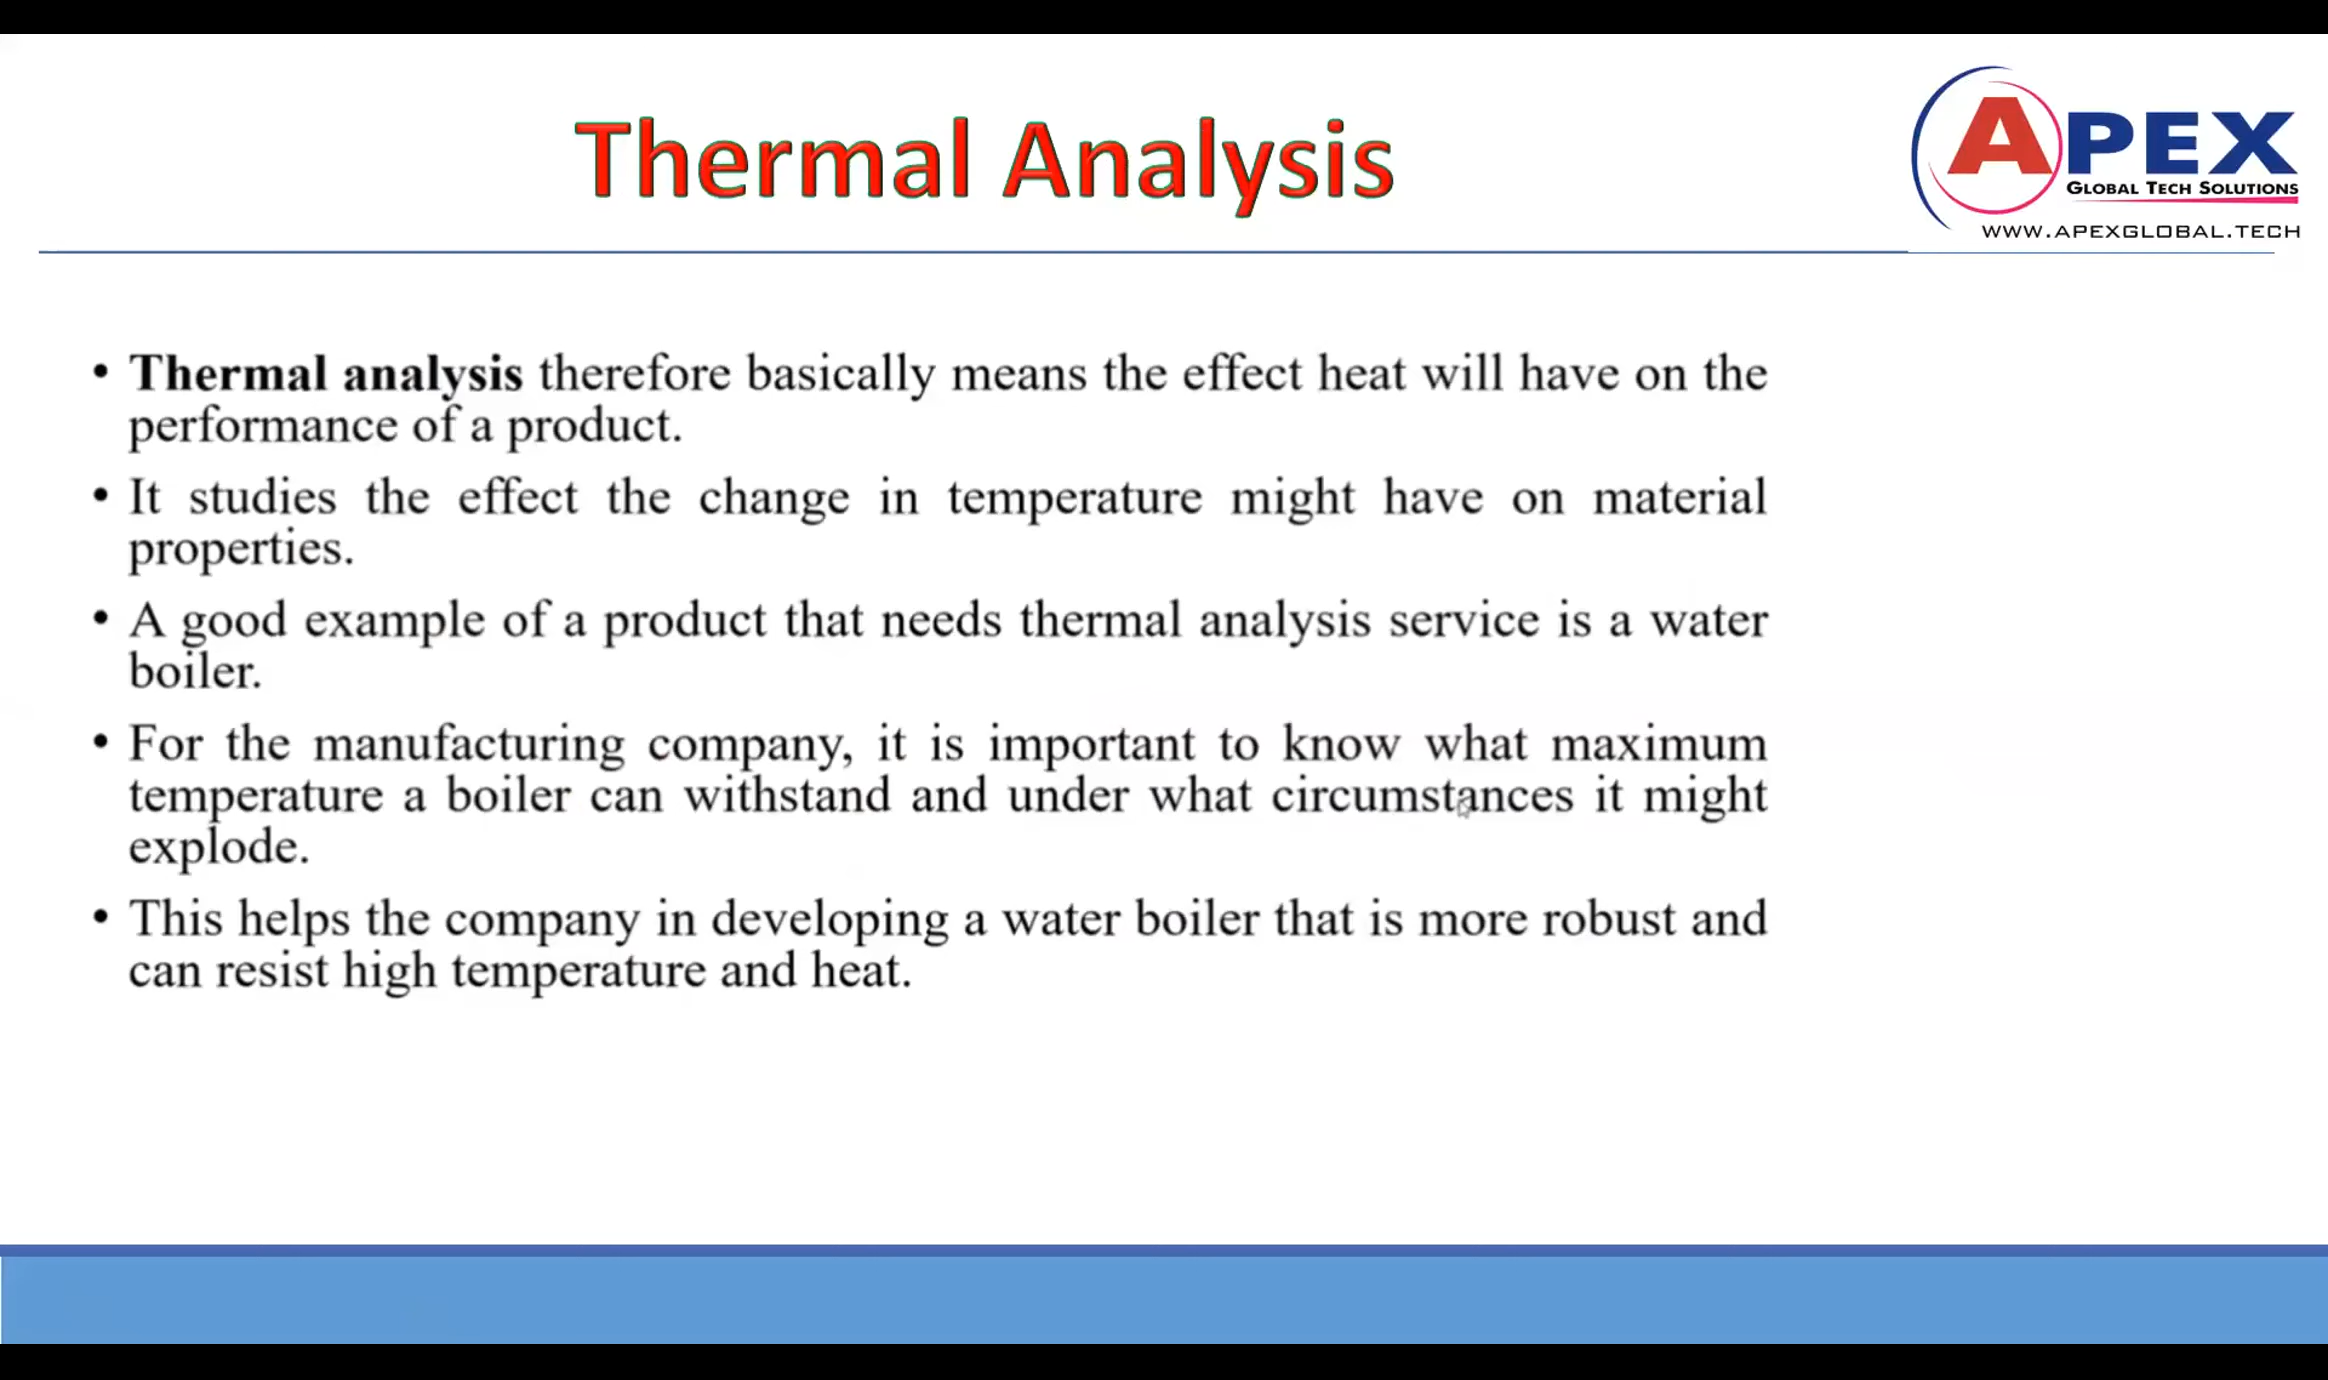 Thermal Analysis
APEX
GLOBAL TECH SOLUTIONS
WWW.APEXGLOBAL.TECH
• Thermal analysis therefore basically means the effect heat will have on the
performance of a product.
• It studies the effect the change in temperature might have on material
properties.
• A good example of a product that needs thermal analysis service is a water
boiler.
• For the manufacturing company, it is important to know what maximum
temperature a boiler can withstand and under what circumstances it might
explode.
• This helps the company in developing a water boiler that is more robust and
can resist high temperature and heat.